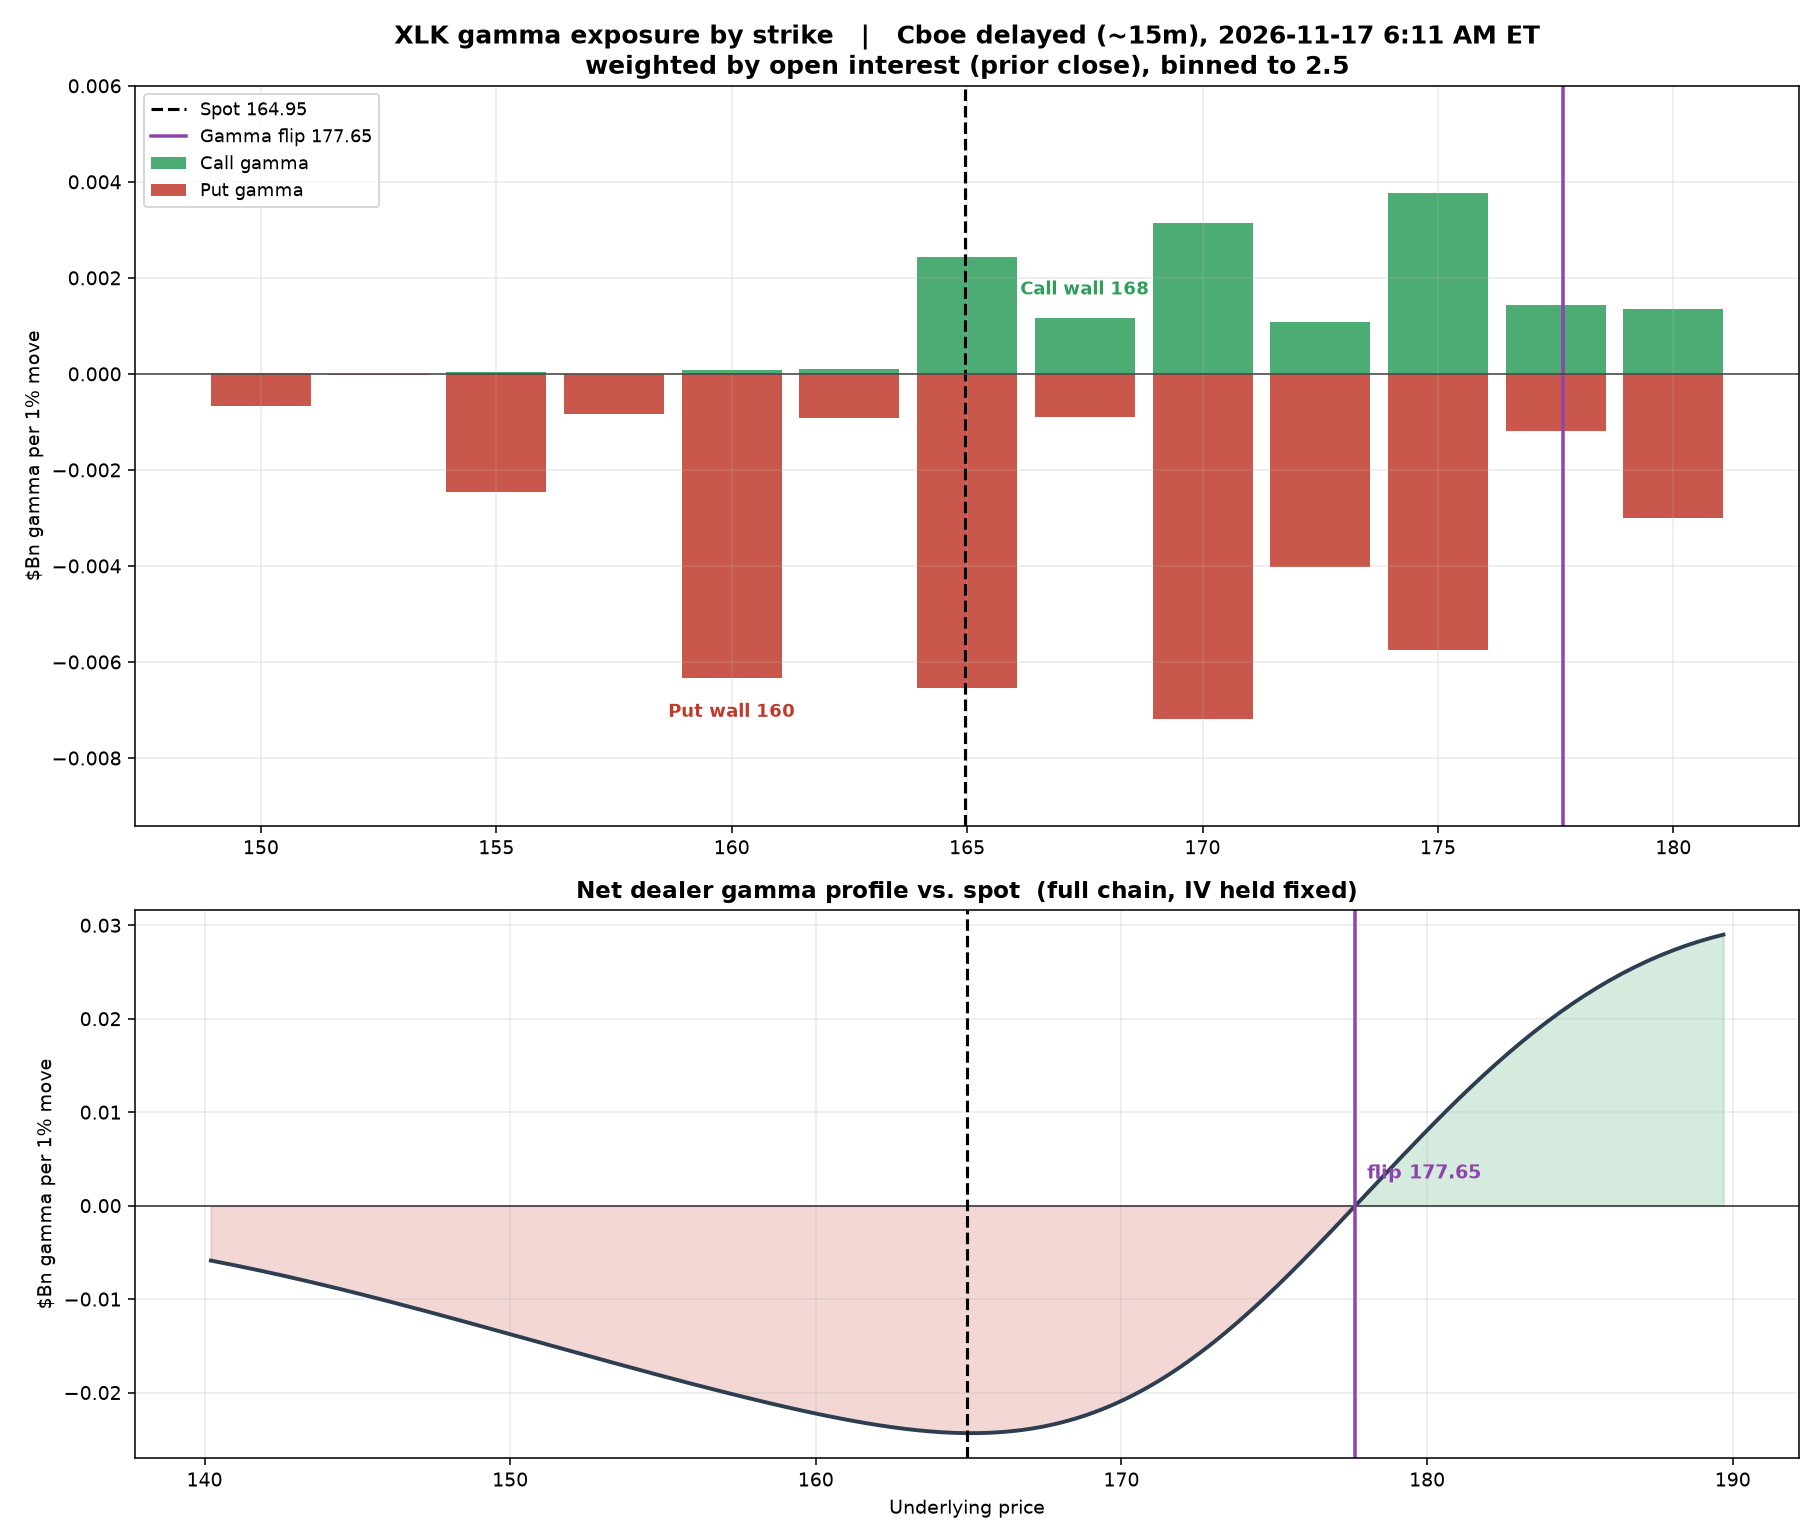 XLK gamma exposure by strike | Cboe delayed (~15m), 2026-11-17 6:11 AM ET
weighted by open interest (prior close), binned to 2.5
$Bn gamma per 1% move
0.006
0.004
0.002
0.000
−0.002
−0.004
−0.006
−0.008
Spot 164.95
Gamma flip 177.65
Call gamma
Put gamma
Call wall 168
Put wall 160
150 155 160 165 170 175 180
Net dealer gamma profile vs. spot (full chain, IV held fixed)
$Bn gamma per 1% move
0.03
0.02
0.01
0.00
−0.01
−0.02
flip 177.65
140 150 160 170 180 190
Underlying price